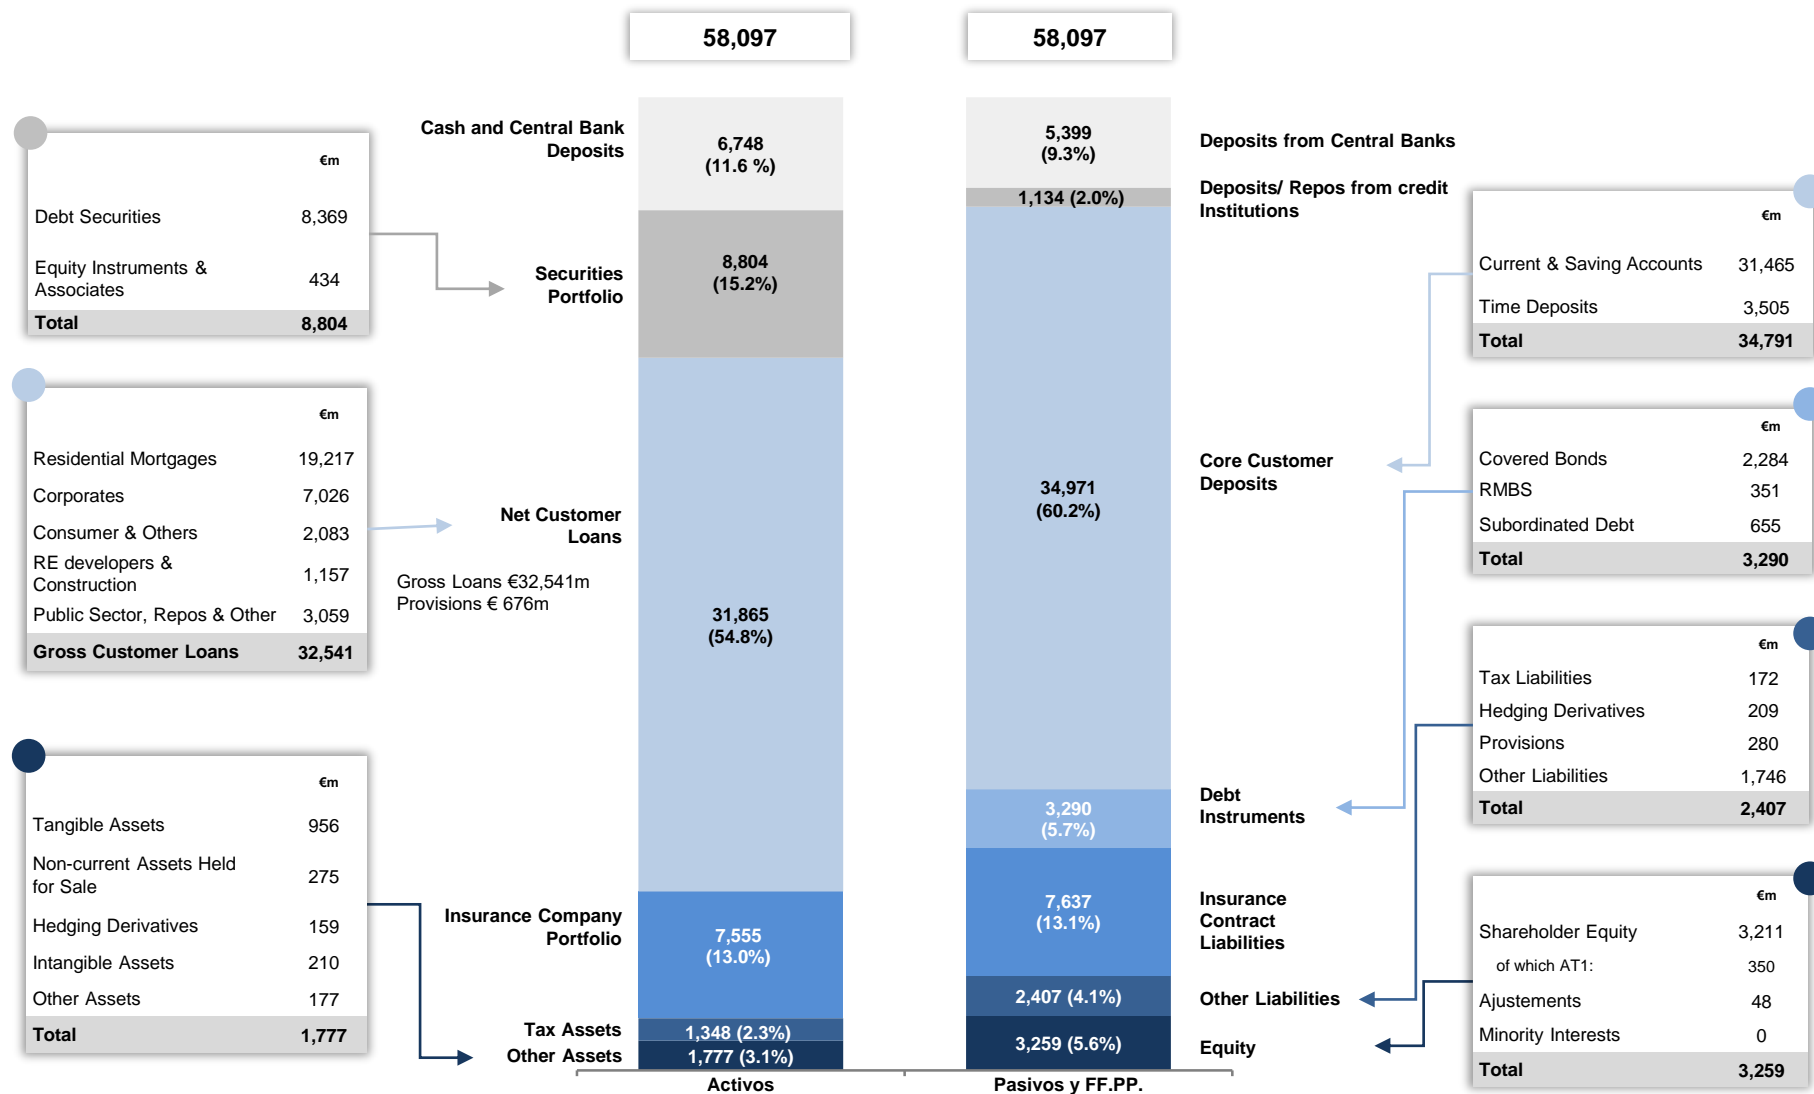 58,097
58,097
€m
Debt Securities 8,369
Equity Instruments &
Associates 434
Total 8,804
€m
Residential Mortgages 19,217
Corporates 7,026
Consumer & Others 2,083
RE developers &
Construction 1,157
Public Sector, Repos & Other 3,059
Gross Customer Loans 32,541
€m
Tangible Assets 956
Non-current Assets Held
for Sale 275
Hedging Derivatives 159
Intangible Assets 210
Other Assets 177
Total 1,777
Cash and Central Bank
Deposits
Securities
Portfolio
Net Customer
Loans
Gross Loans €32,541m
Provisions € 676m
Insurance Company
Portfolio
Tax Assets
Other Assets
6,748
(11.6 %)
8,804
(15.2%)
31,865
(54.8%)
7,555
(13.0%)
1,348 (2.3%)
1,777 (3.1%)
Activos
5,399
(9.3%)
1,134 (2.0%)
34,971
(60.2%)
3,290
(5.7%)
7,637
(13.1%)
2,407 (4.1%)
3,259 (5.6%)
Pasivos y FF.PP.
Deposits from Central Banks
Deposits/ Repos from credit
Institutions
Core Customer
Deposits
Debt
Instruments
Insurance
Contract
Liabilities
Other Liabilities
Equity
€m
Current & Saving Accounts 31,465
Time Deposits 3,505
Total 34,791
€m
Covered Bonds 2,284
RMBS 351
Subordinated Debt 655
Total 3,290
€m
Tax Liabilities 172
Hedging Derivatives 209
Provisions 280
Other Liabilities 1,746
Total 2,407
€m
Shareholder Equity 3,211
of which AT1: 350
Ajustements 48
Minority Interests 0
Total 3,259